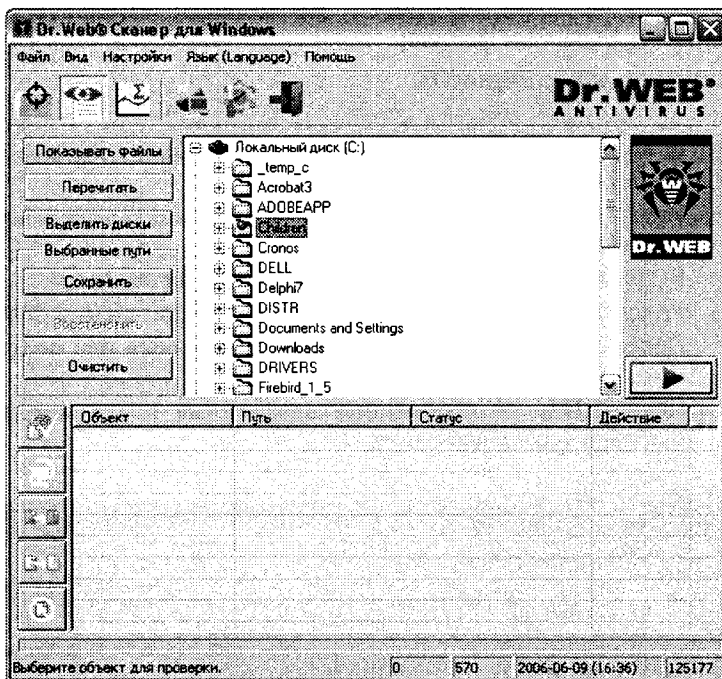 Dr.Web® Сканер для Windows
Файл Вид Настройки Язык (Language) Помощь
Dr.WEB®
ANTIVIRUS
Показывать файлы
Перечитать
Выделить диски
Выбранные пути
Сохранить
Восстановить
Очистить
Локальный диск (C:)
_temp_c
Acrobat3
ADOBEAPP
Children
Cronos
DELL
Delphi7
DISTR
Documents and Settings
Downloads
DRIVERS
Firebird_1_5
Dr.WEB
Объект Путь Статус Действие
Выберите объект для проверки. 0 570 2006-06-09 (16:36) 125177